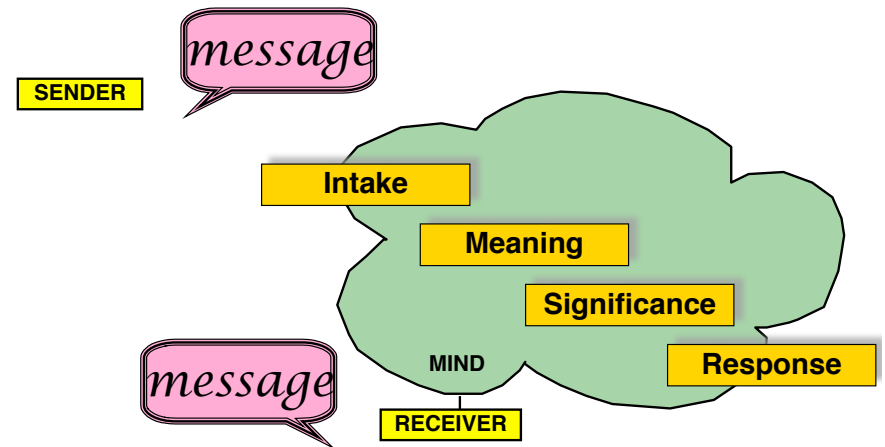 message
SENDER
Intake
Meaning
Significance
Response
MIND
message
RECEIVER